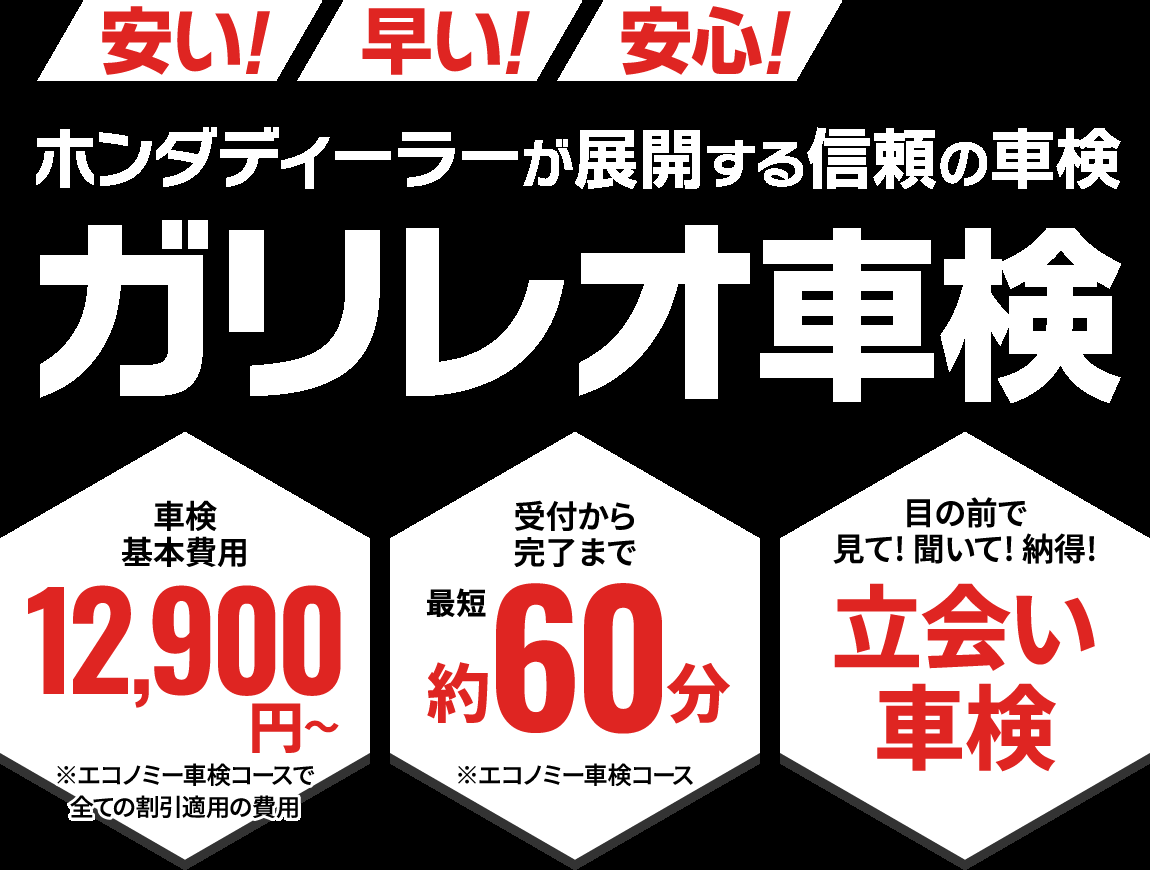 安い!
早い!
安心!
ホンダディーラーが展開する信頼の車検
ガリレオ車検
車検
基本費用
12,900
円～
※エコノミー車検コースで
全ての割引適用の費用
受付から
完了まで
最短
約60分
※エコノミー車検コース
目の前で
見て! 聞いて! 納得!
立会い
車検